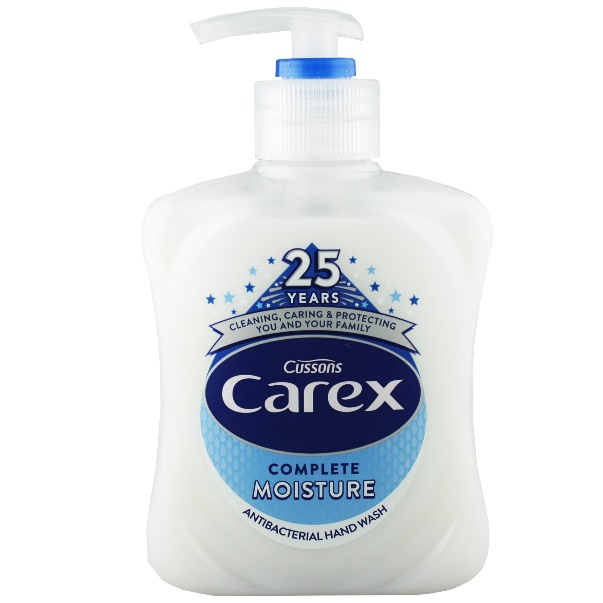 25
YEARS
CLEANING, CARING & PROTECTING
YOU AND YOUR FAMILY
Cussons
Carex
COMPLETE
MOISTURE
ANTIBACTERIAL HAND WASH